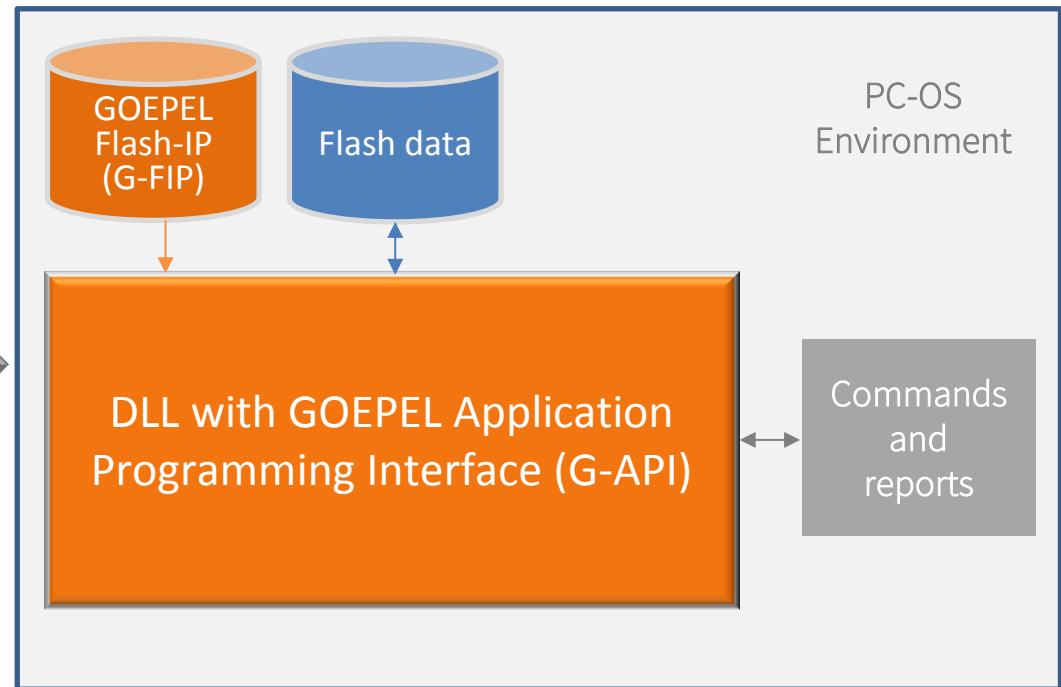 GOEPEL
Flash-IP
(G-FIP)
Flash data
PC-OS
Environment
DLL with GOEPEL Application
Programming Interface (G-API)
Commands
and
reports